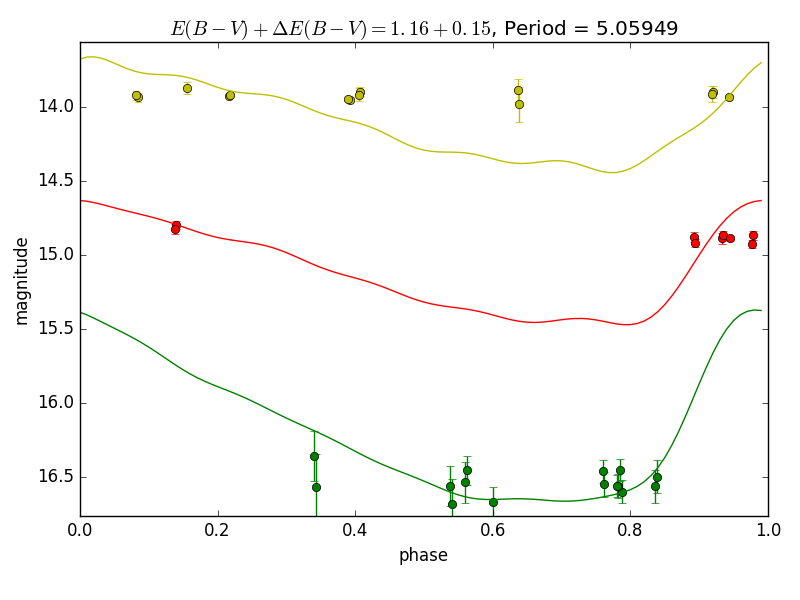 E(B − V) + ΔE(B − V) = 1.16 + 0.15, Period = 5.05949
14.0
14.5
15.0
15.5
16.0
16.5
magnitude
0.0 0.2 0.4 0.6 0.8 1.0
phase